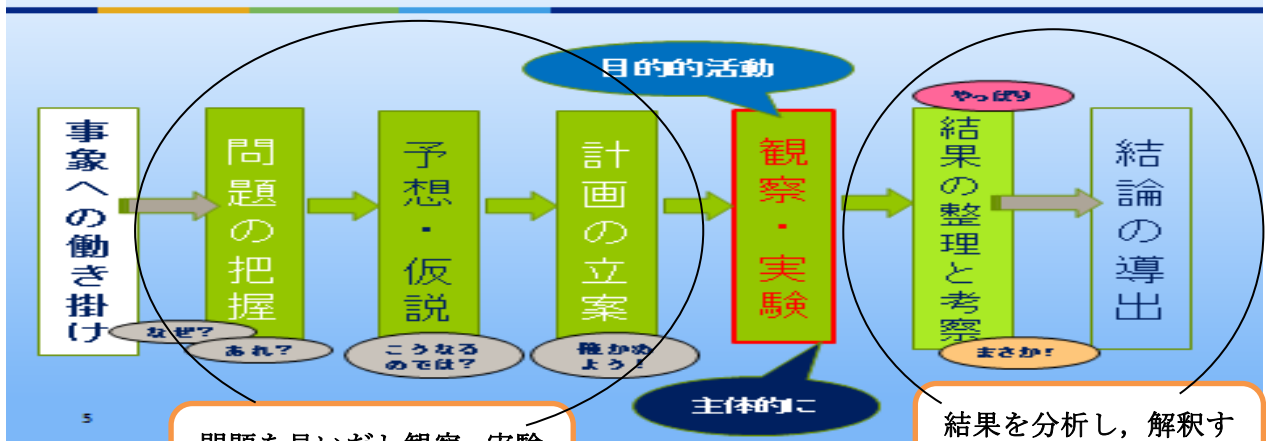 目的的活動
やっぱり
事象への働き掛け
問題の把握
予想・仮説
計画の立案
観察・実験
結果の整理と考察
結論の導出
なぜ?
あれ?
こうなる
のでは?
確かめ
よう!
まさか!
主体的に
5
問題を見いだし観察，実験
結果を分析し，解釈す